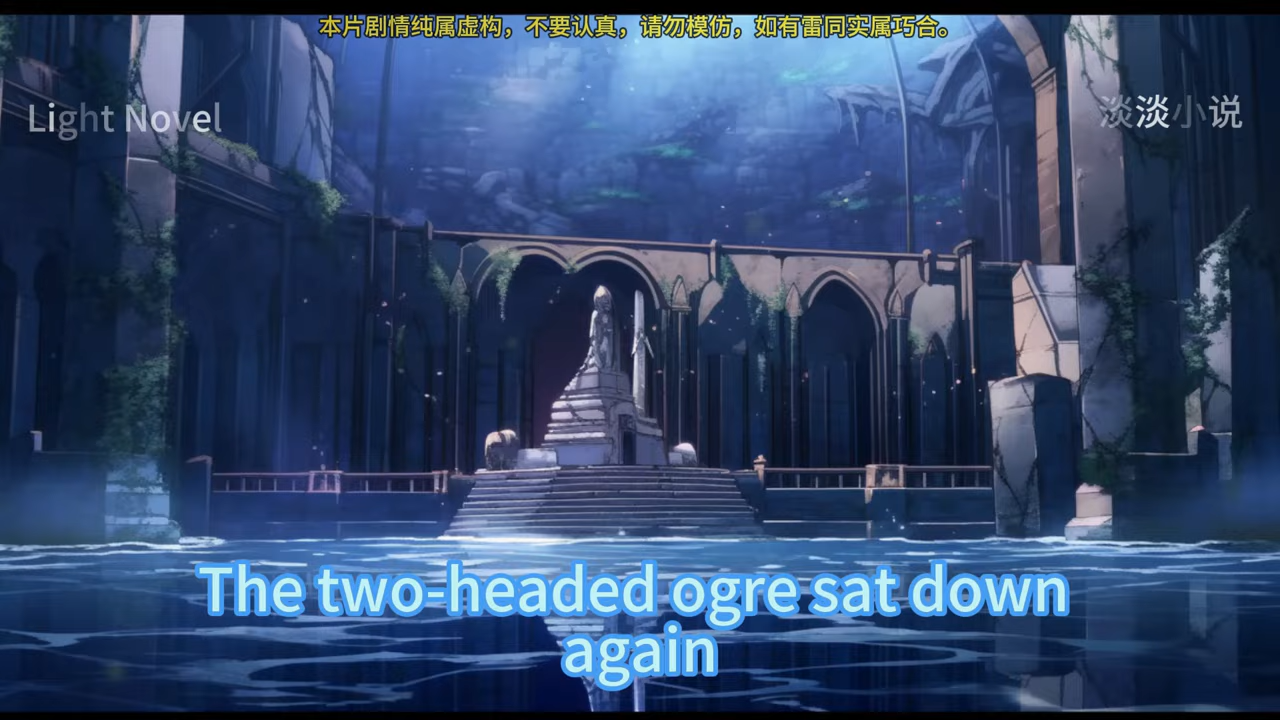 本片剧情纯属虚构，不要认真，请勿模仿，如有雷同实属巧合。
Light Novel
淡淡小说
The two-headed ogre sat down
again